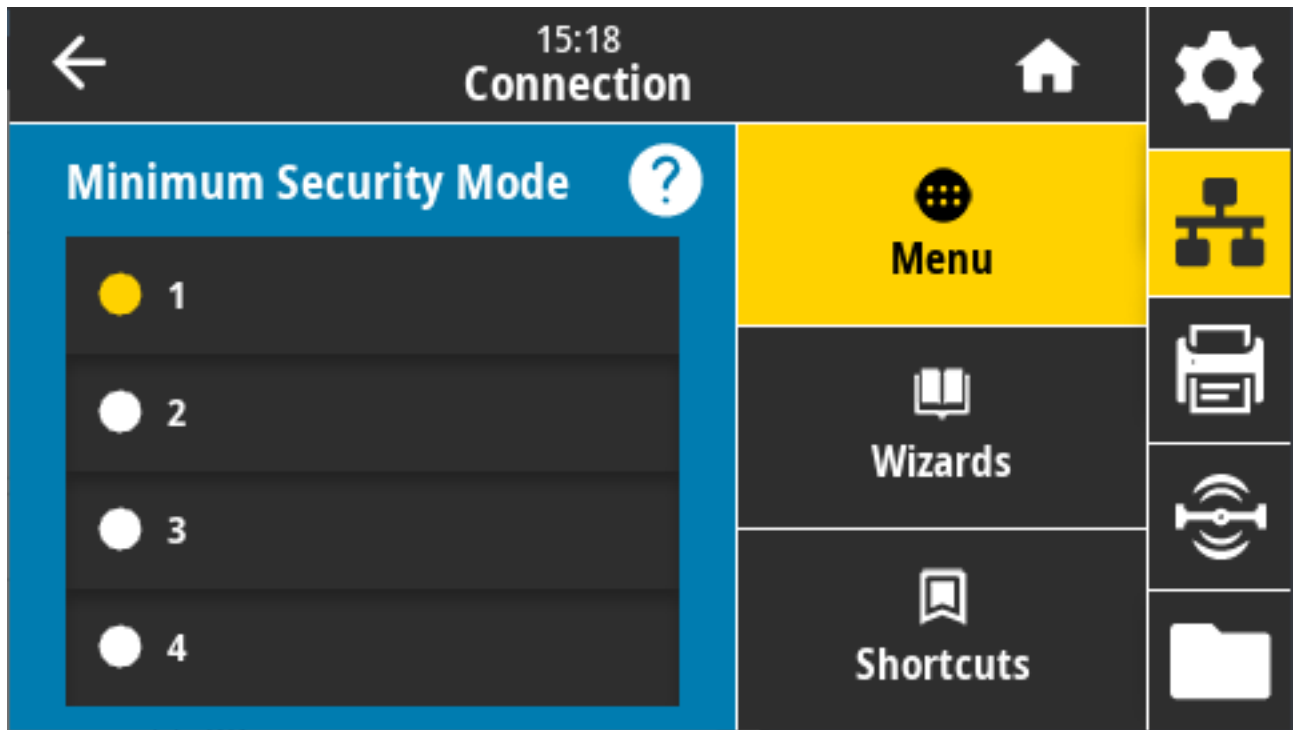 15:18
Connection
Minimum Security Mode
?
1
2
3
4
Menu
Wizards
Shortcuts